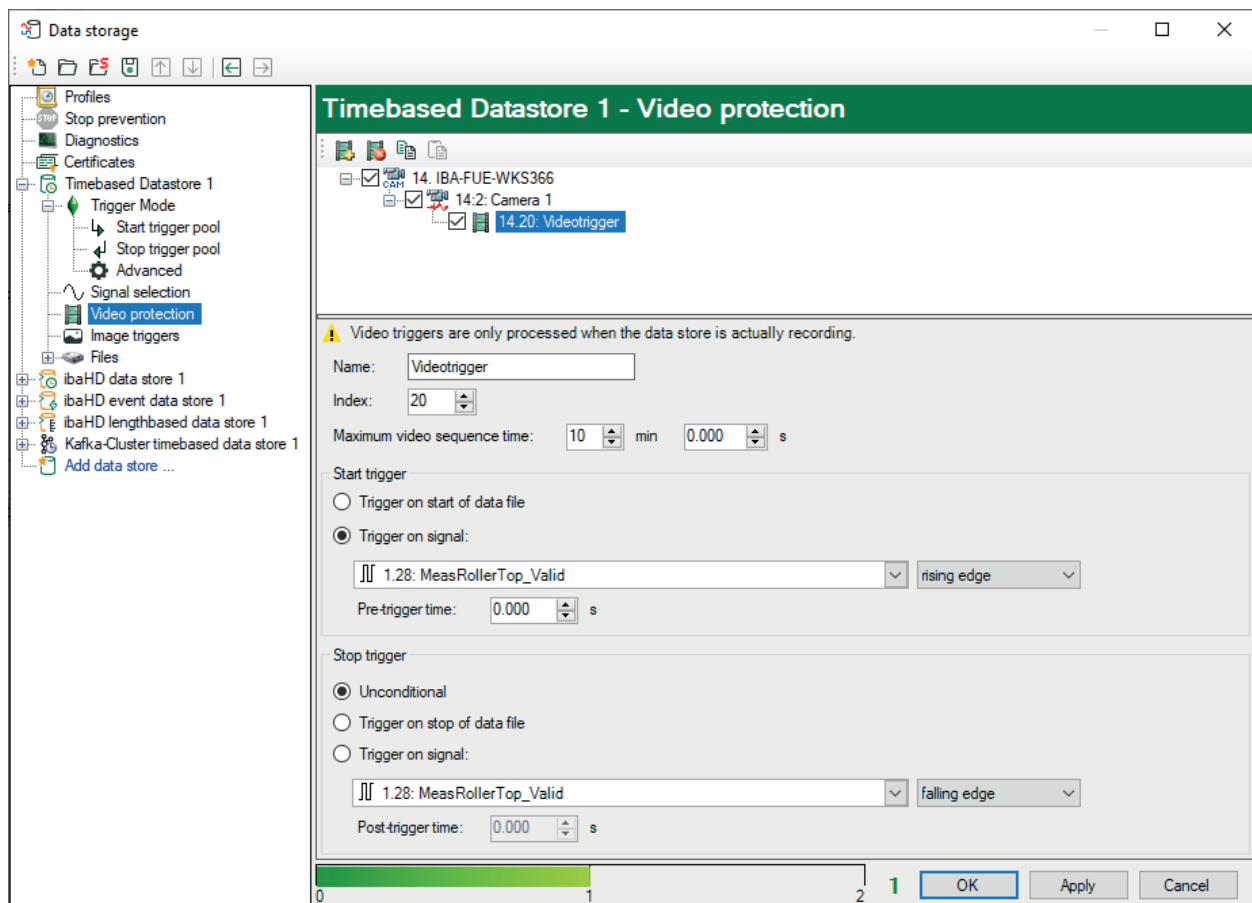 Data storage
Profiles
STOP Stop prevention
Diagnostics
Certificates
Timebased Datastore 1
Trigger Mode
Start trigger pool
Stop trigger pool
Advanced
Signal selection
Video protection
Image triggers
Files
ibaHD data store 1
ibaHD event data store 1
ibaHD lengthbased data store 1
Kafka-Cluster timebased data store 1
Add data store ...
Timebased Datastore 1 - Video protection
CAM 14. IBA-FUE-WKS366
14:2: Camera 1
14.20: Videotrigger
Video triggers are only processed when the data store is actually recording.
Name: Videotrigger
Index: 20
Maximum video sequence time: 10 min 0.000 s
Start trigger
Trigger on start of data file
Trigger on signal:
1.28: MeasRollerTop_Valid rising edge
Pre-trigger time: 0.000 s
Stop trigger
Unconditional
Trigger on stop of data file
Trigger on signal:
1.28: MeasRollerTop_Valid falling edge
Post-trigger time: 0.000 s
0 1 2 1 OK Apply Cancel